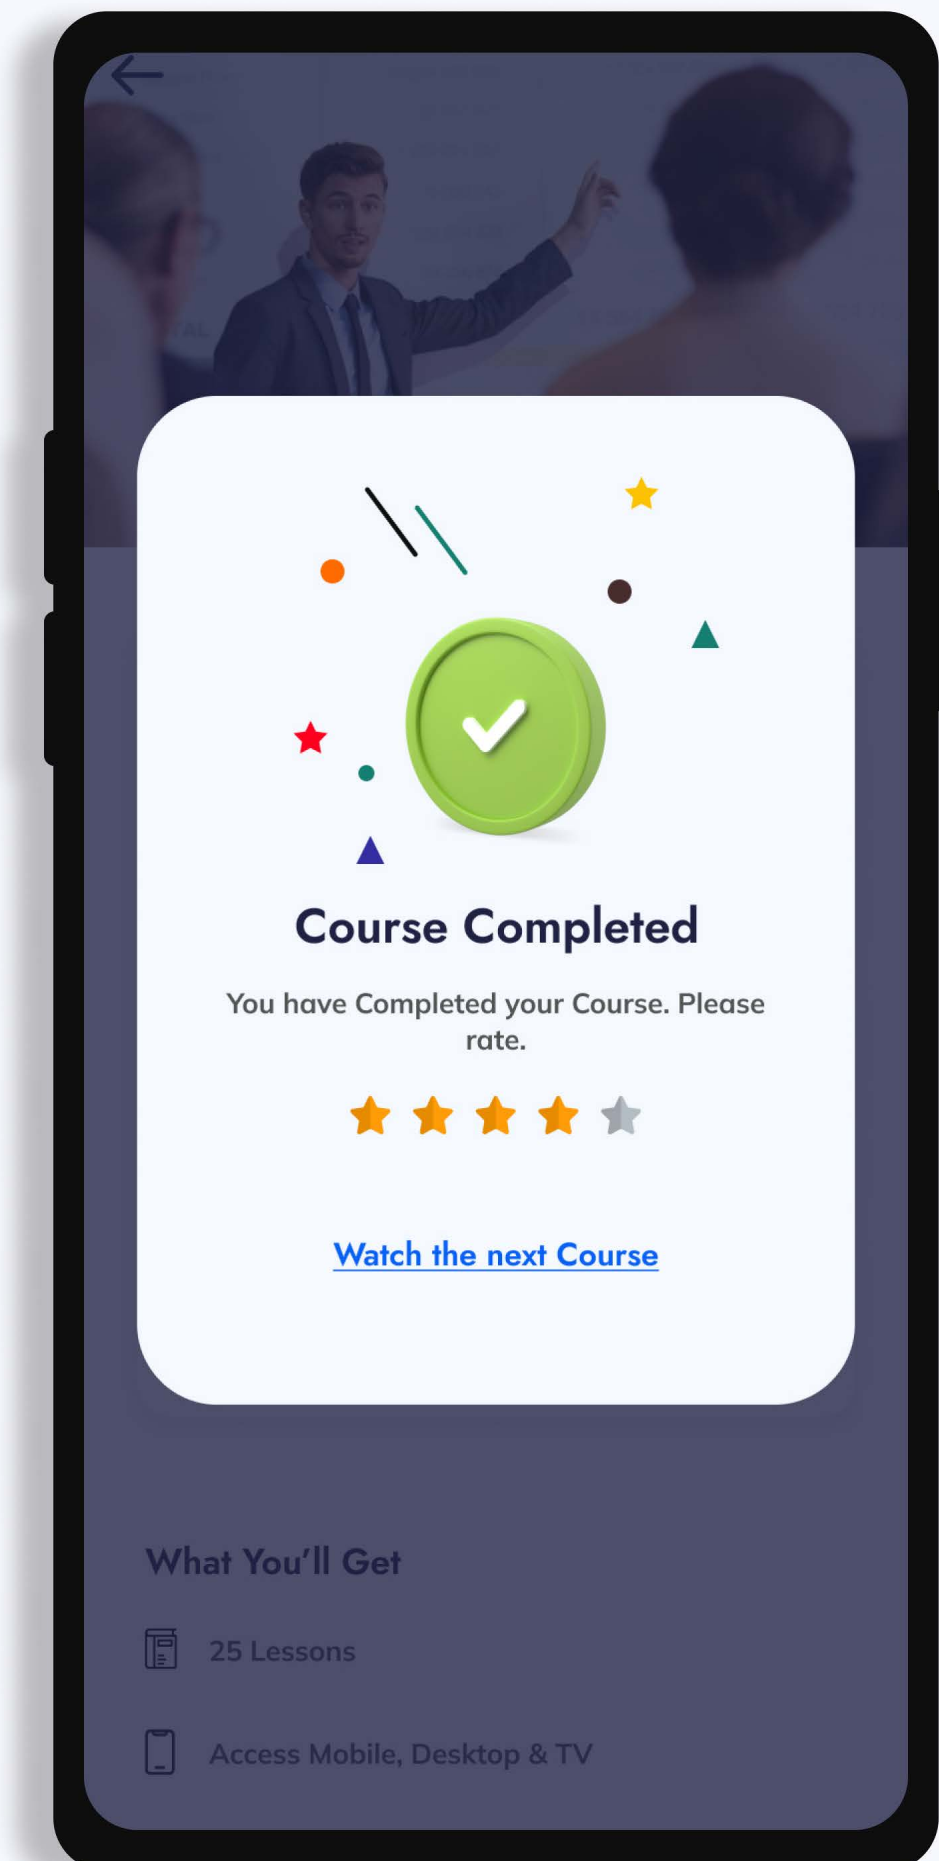 TAL
Course Completed
You have Completed your Course. Please
rate.
Watch the next Course
What You'll Get
25 Lessons
Access Mobile, Desktop & TV